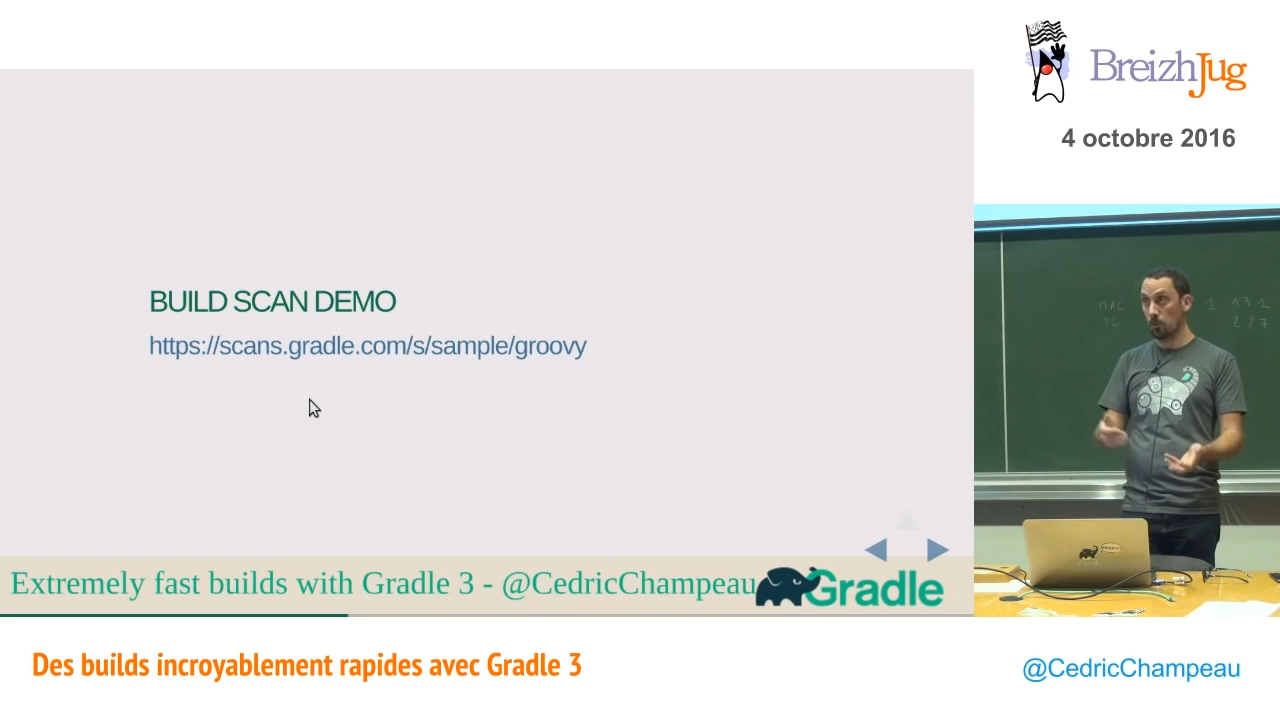 BreizhJug
4 octobre 2016
BUILD SCAN DEMO
https://scans.gradle.com/s/sample/groovy
Extremely fast builds with Gradle 3 - @CedricChampeau
Gradle
Des builds incroyablement rapides avec Gradle 3
@CedricChampeau